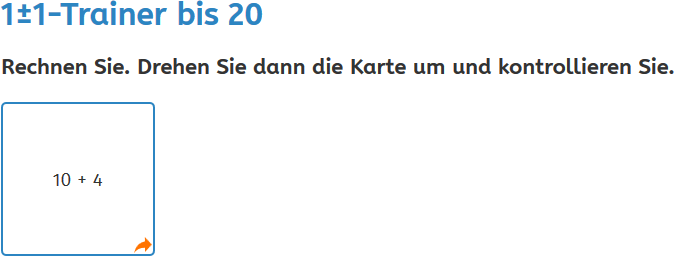 1±1-Trainer bis 20
Rechnen Sie. Drehen Sie dann die Karte um und kontrollieren Sie.
10 + 4